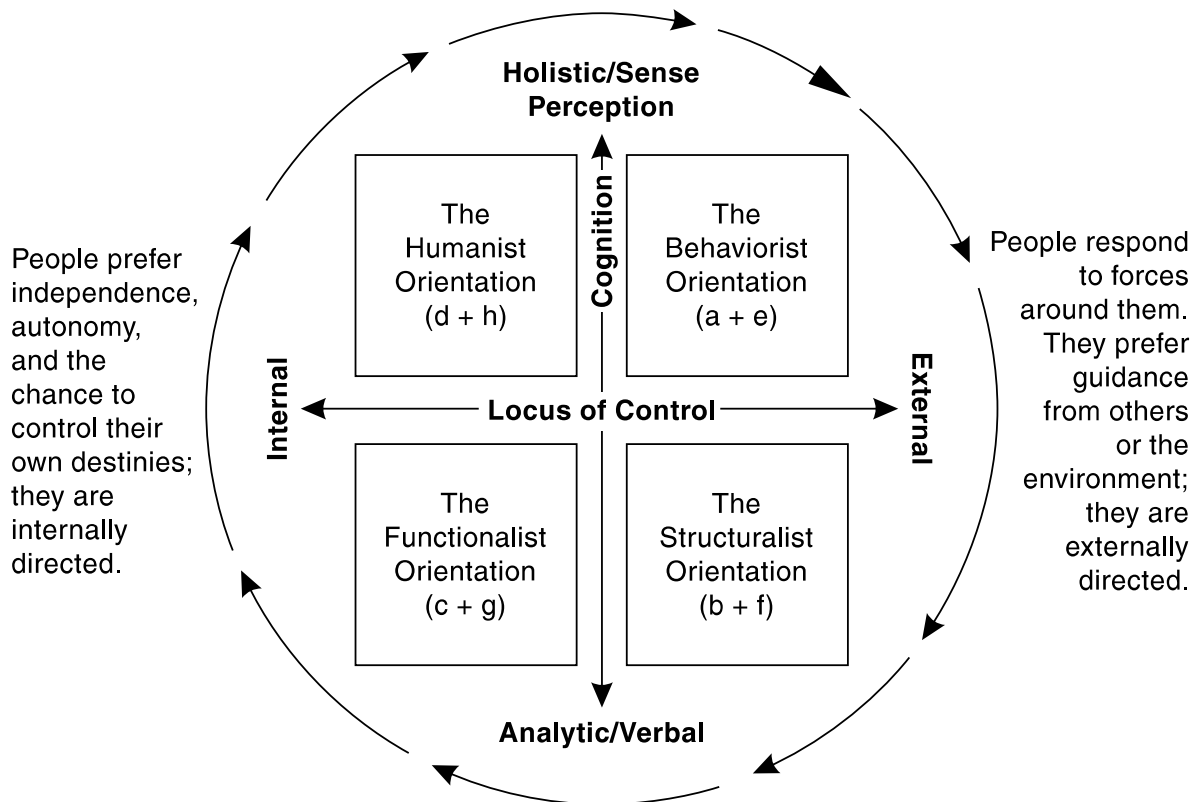 Holistic/Sense
Perception
Cognition
The
Humanist
Orientation
(d + h)
The
Behaviorist
Orientation
(a + e)
People prefer
independence,
autonomy,
and the
chance to
control their
own destinies;
they are
internally
directed.
Internal
Locus of Control
External
People respond
to forces
around them.
They prefer
guidance
from others
or the
environment;
they are
externally
directed.
The
Functionalist
Orientation
(c + g)
The
Structuralist
Orientation
(b + f)
Analytic/Verbal